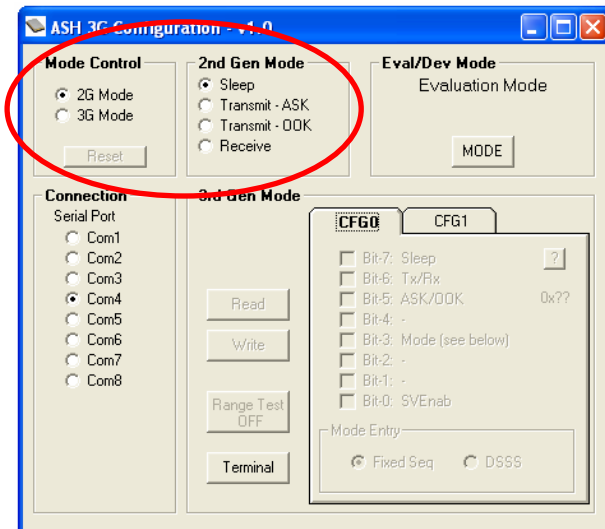 ASH 3G Configuration - v1.0
Mode Control
2G Mode
3G Mode
Reset
2nd Gen Mode
Sleep
Transmit - ASK
Transmit - OOK
Receive
Eval/Dev Mode
Evaluation Mode
MODE
Connection
Serial Port
Com1
Com2
Com3
Com4
Com5
Com6
Com7
Com8
3rd Gen Mode
Read
Write
Range Test
OFF
Terminal
CFG0
CFG1
Bit-7: Sleep
?
Bit-6: Tx/Rx
Bit-5: ASK/OOK
0x??
Bit-4: -
Bit-3: Mode (see below)
Bit-2: -
Bit-1: -
Bit-0: SVEnab
Mode Entry
Fixed Seq
DSSS